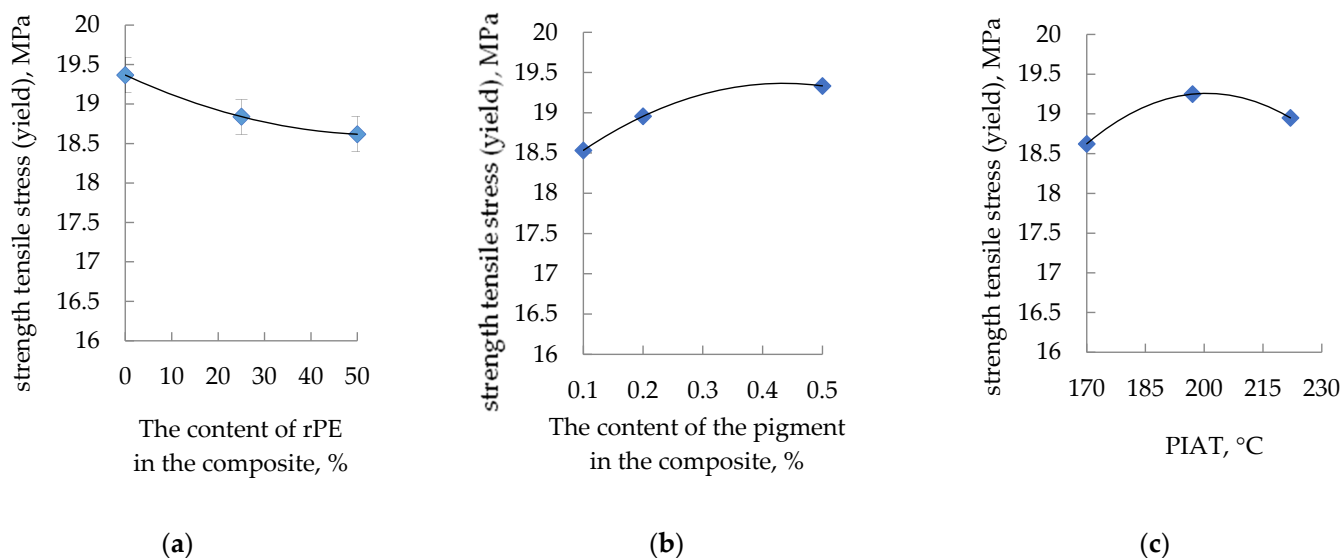 strength tensile stress (yield), MPa
20
19.5
19
18.5
18
17.5
17
16.5
16
0 10 20 30 40 50
The content of rPE
in the composite, %
(a)
strength tensile stress (yield), MPa
20
19.5
19
18.5
18
17.5
17
16.5
16
0.1 0.2 0.3 0.4 0.5
The content of the pigment
in the composite, %
(b)
strength tensile stress (yield), MPa
20
19.5
19
18.5
18
17.5
17
16.5
16
170 185 200 215 230
PIAT, °C
(c)